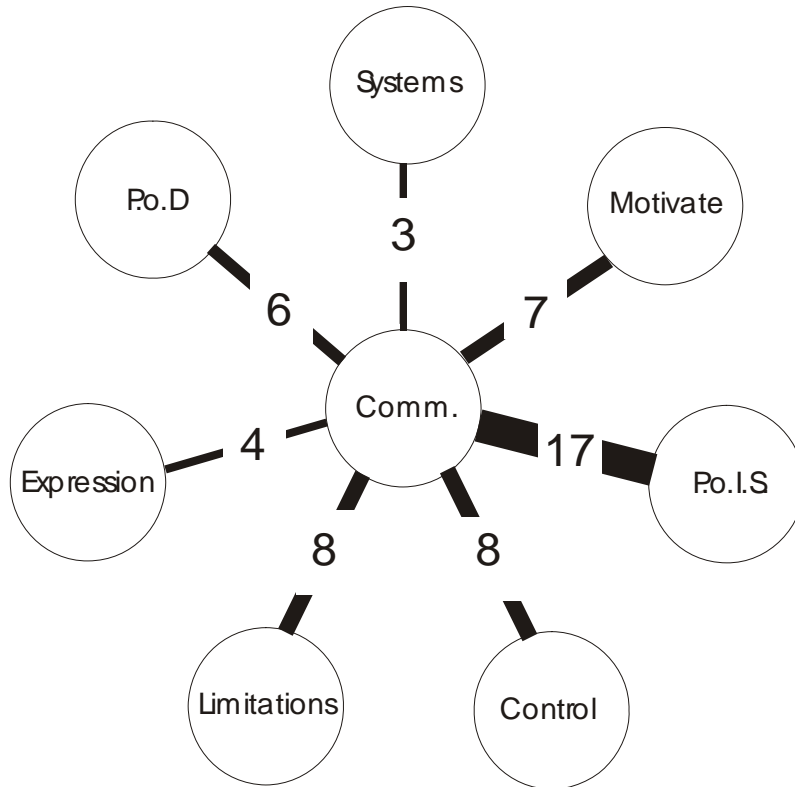 Systems
P.o.D
Motivate
3
6
7
Comm.
4
17
Expression
P.o.I.S.
8
8
Limitations
Control